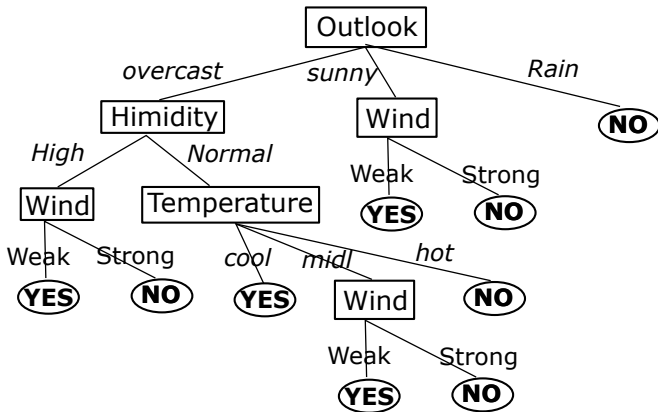 Outlook
overcast sunny Rain
Himidity Wind NO
High Normal Weak Strong
Wind Temperature YES NO
Weak Strong cool midl hot
YES NO YES Wind NO
Weak Strong
YES NO